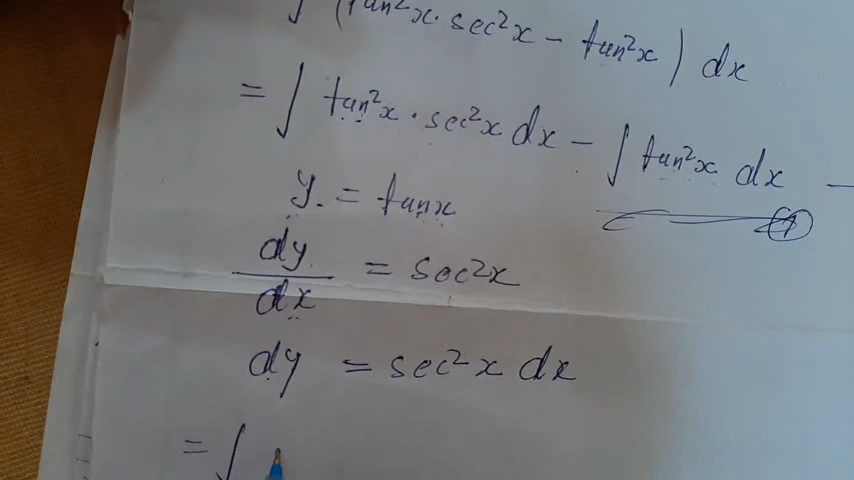 ∫ (tan²x·sec²x − tan²x) dx
= ∫ tan²x · sec²x dx − ∫ tan²x dx −
y = tanx
dy/dx = sec²x
dy = sec²x dx
= ∫